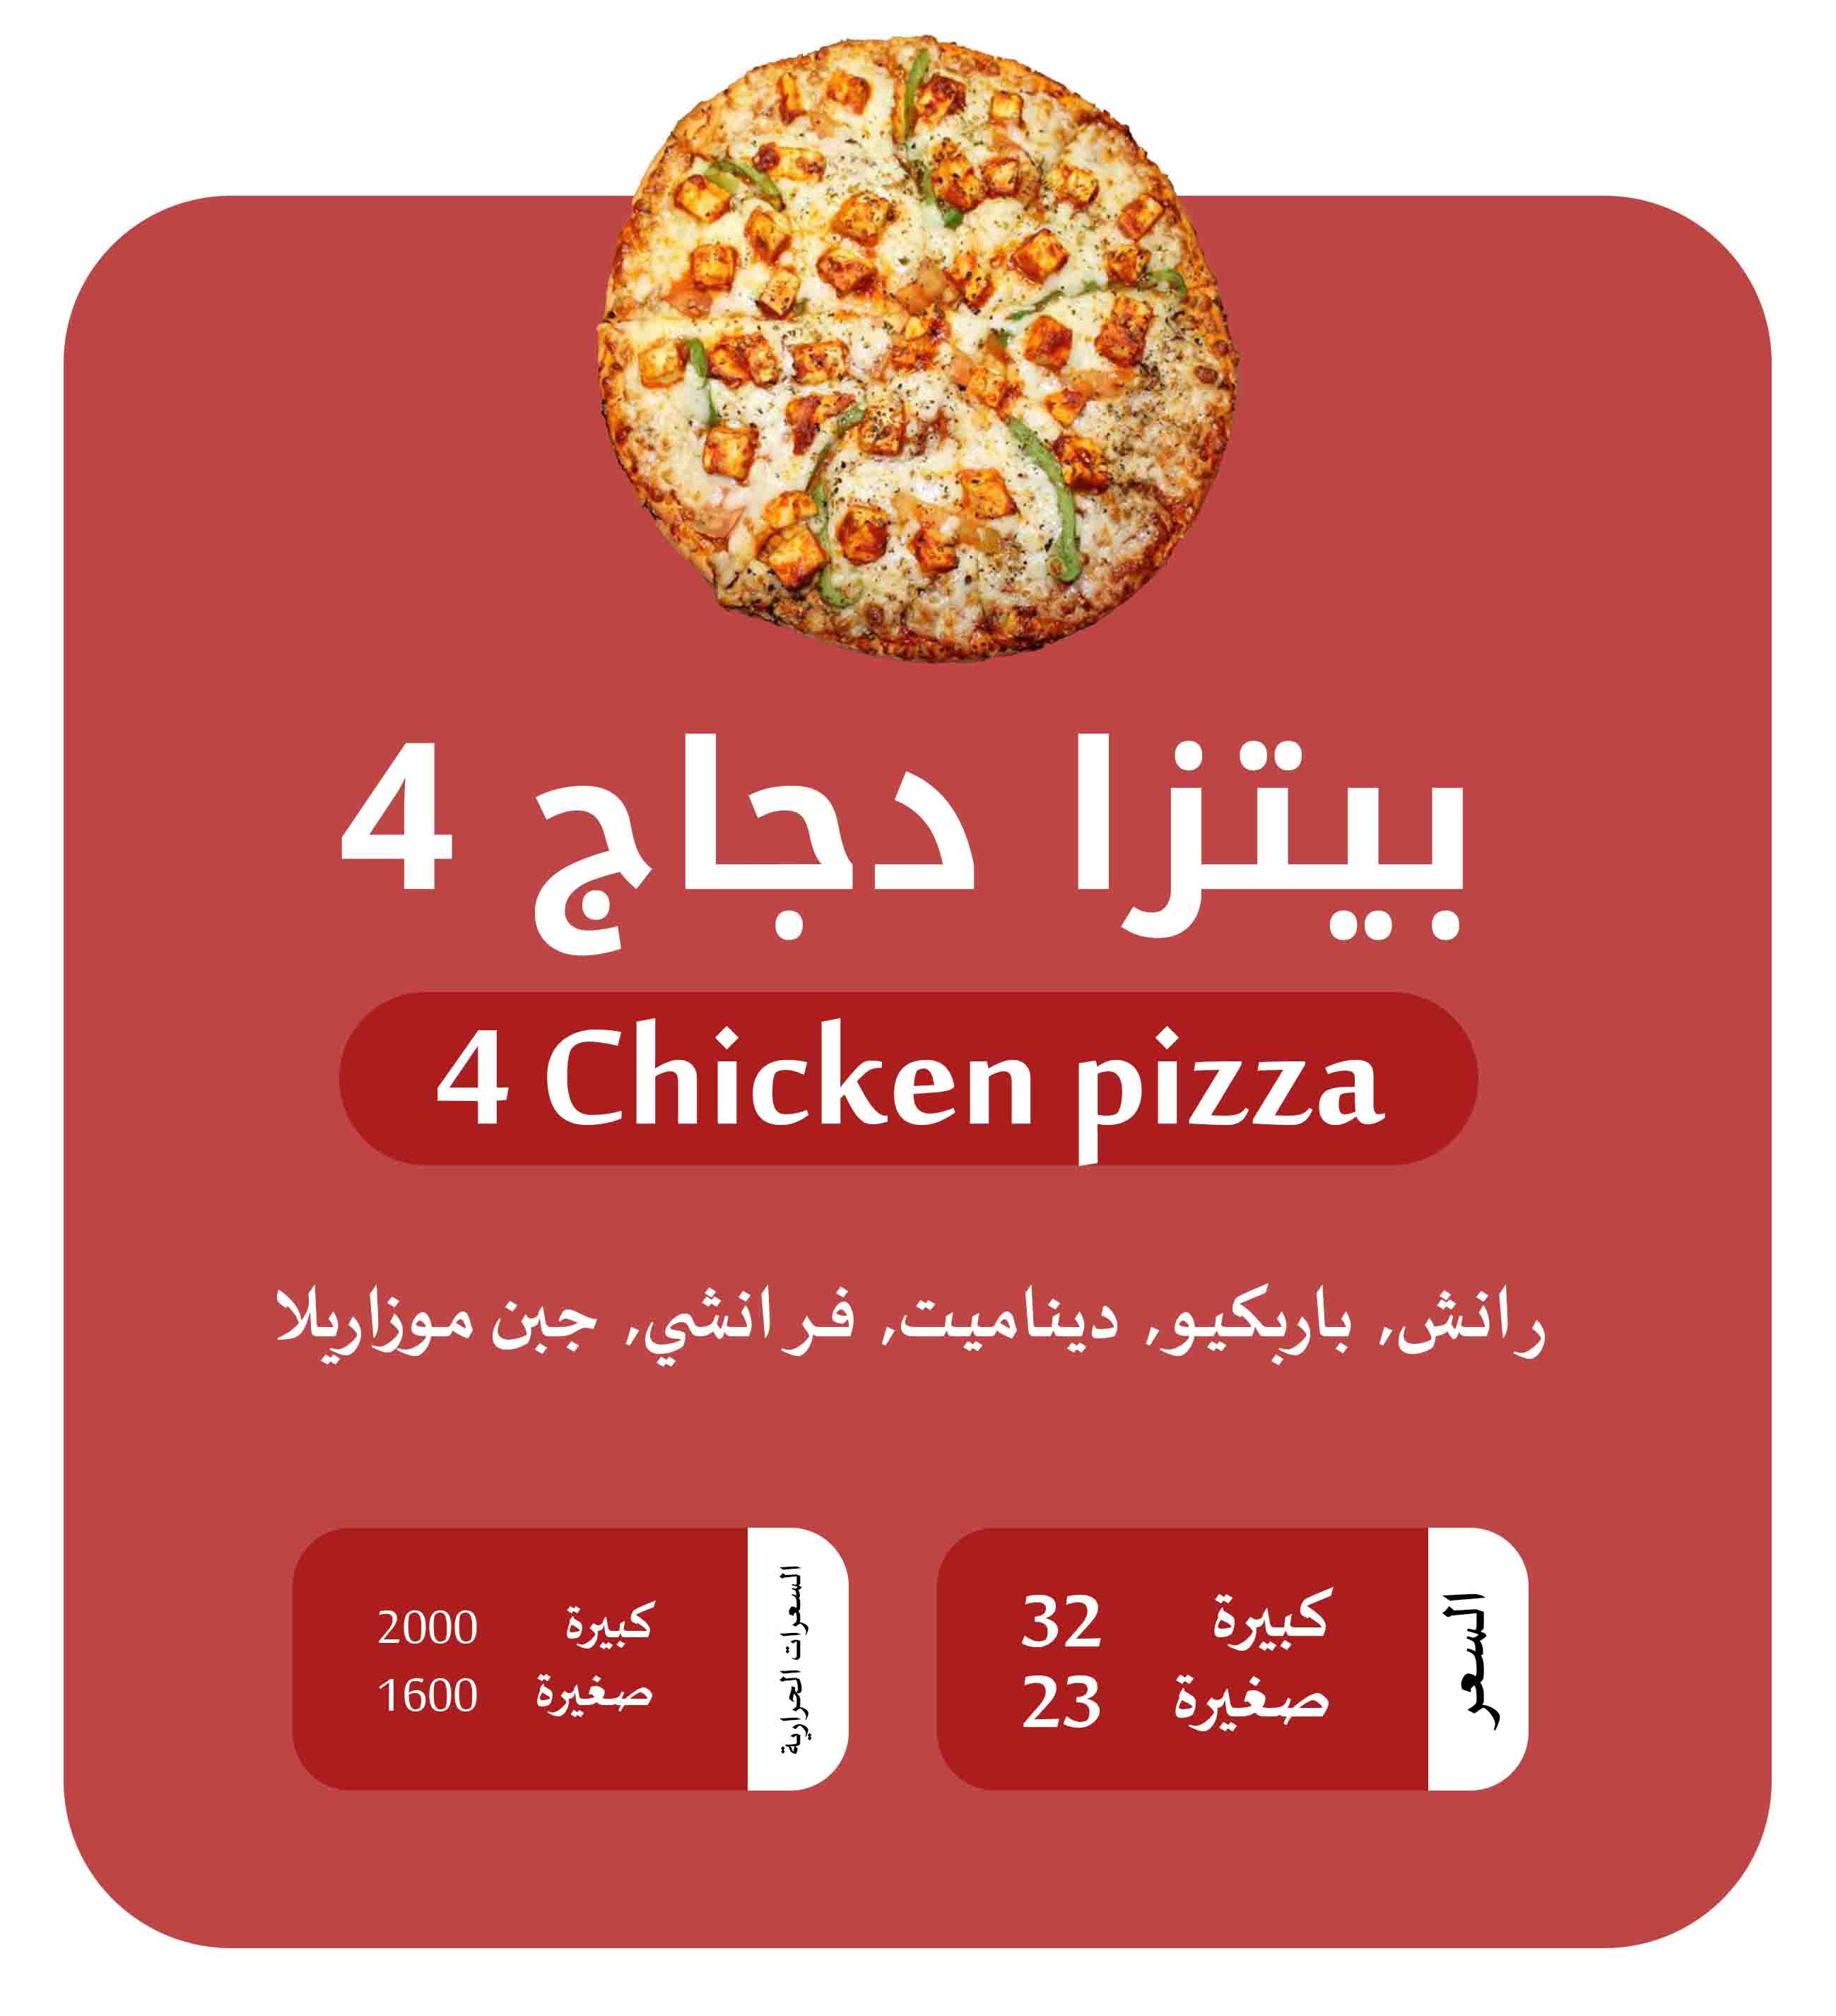 بيتزا دجاج 4
4 Chicken pizza
رانش, باربكيو, ديناميت, فرانشي, جبن موزاريلا
السعر
كبيرة 32
صغيرة 23
السعرات الحرارية
كبيرة 2000
صغيرة 1600